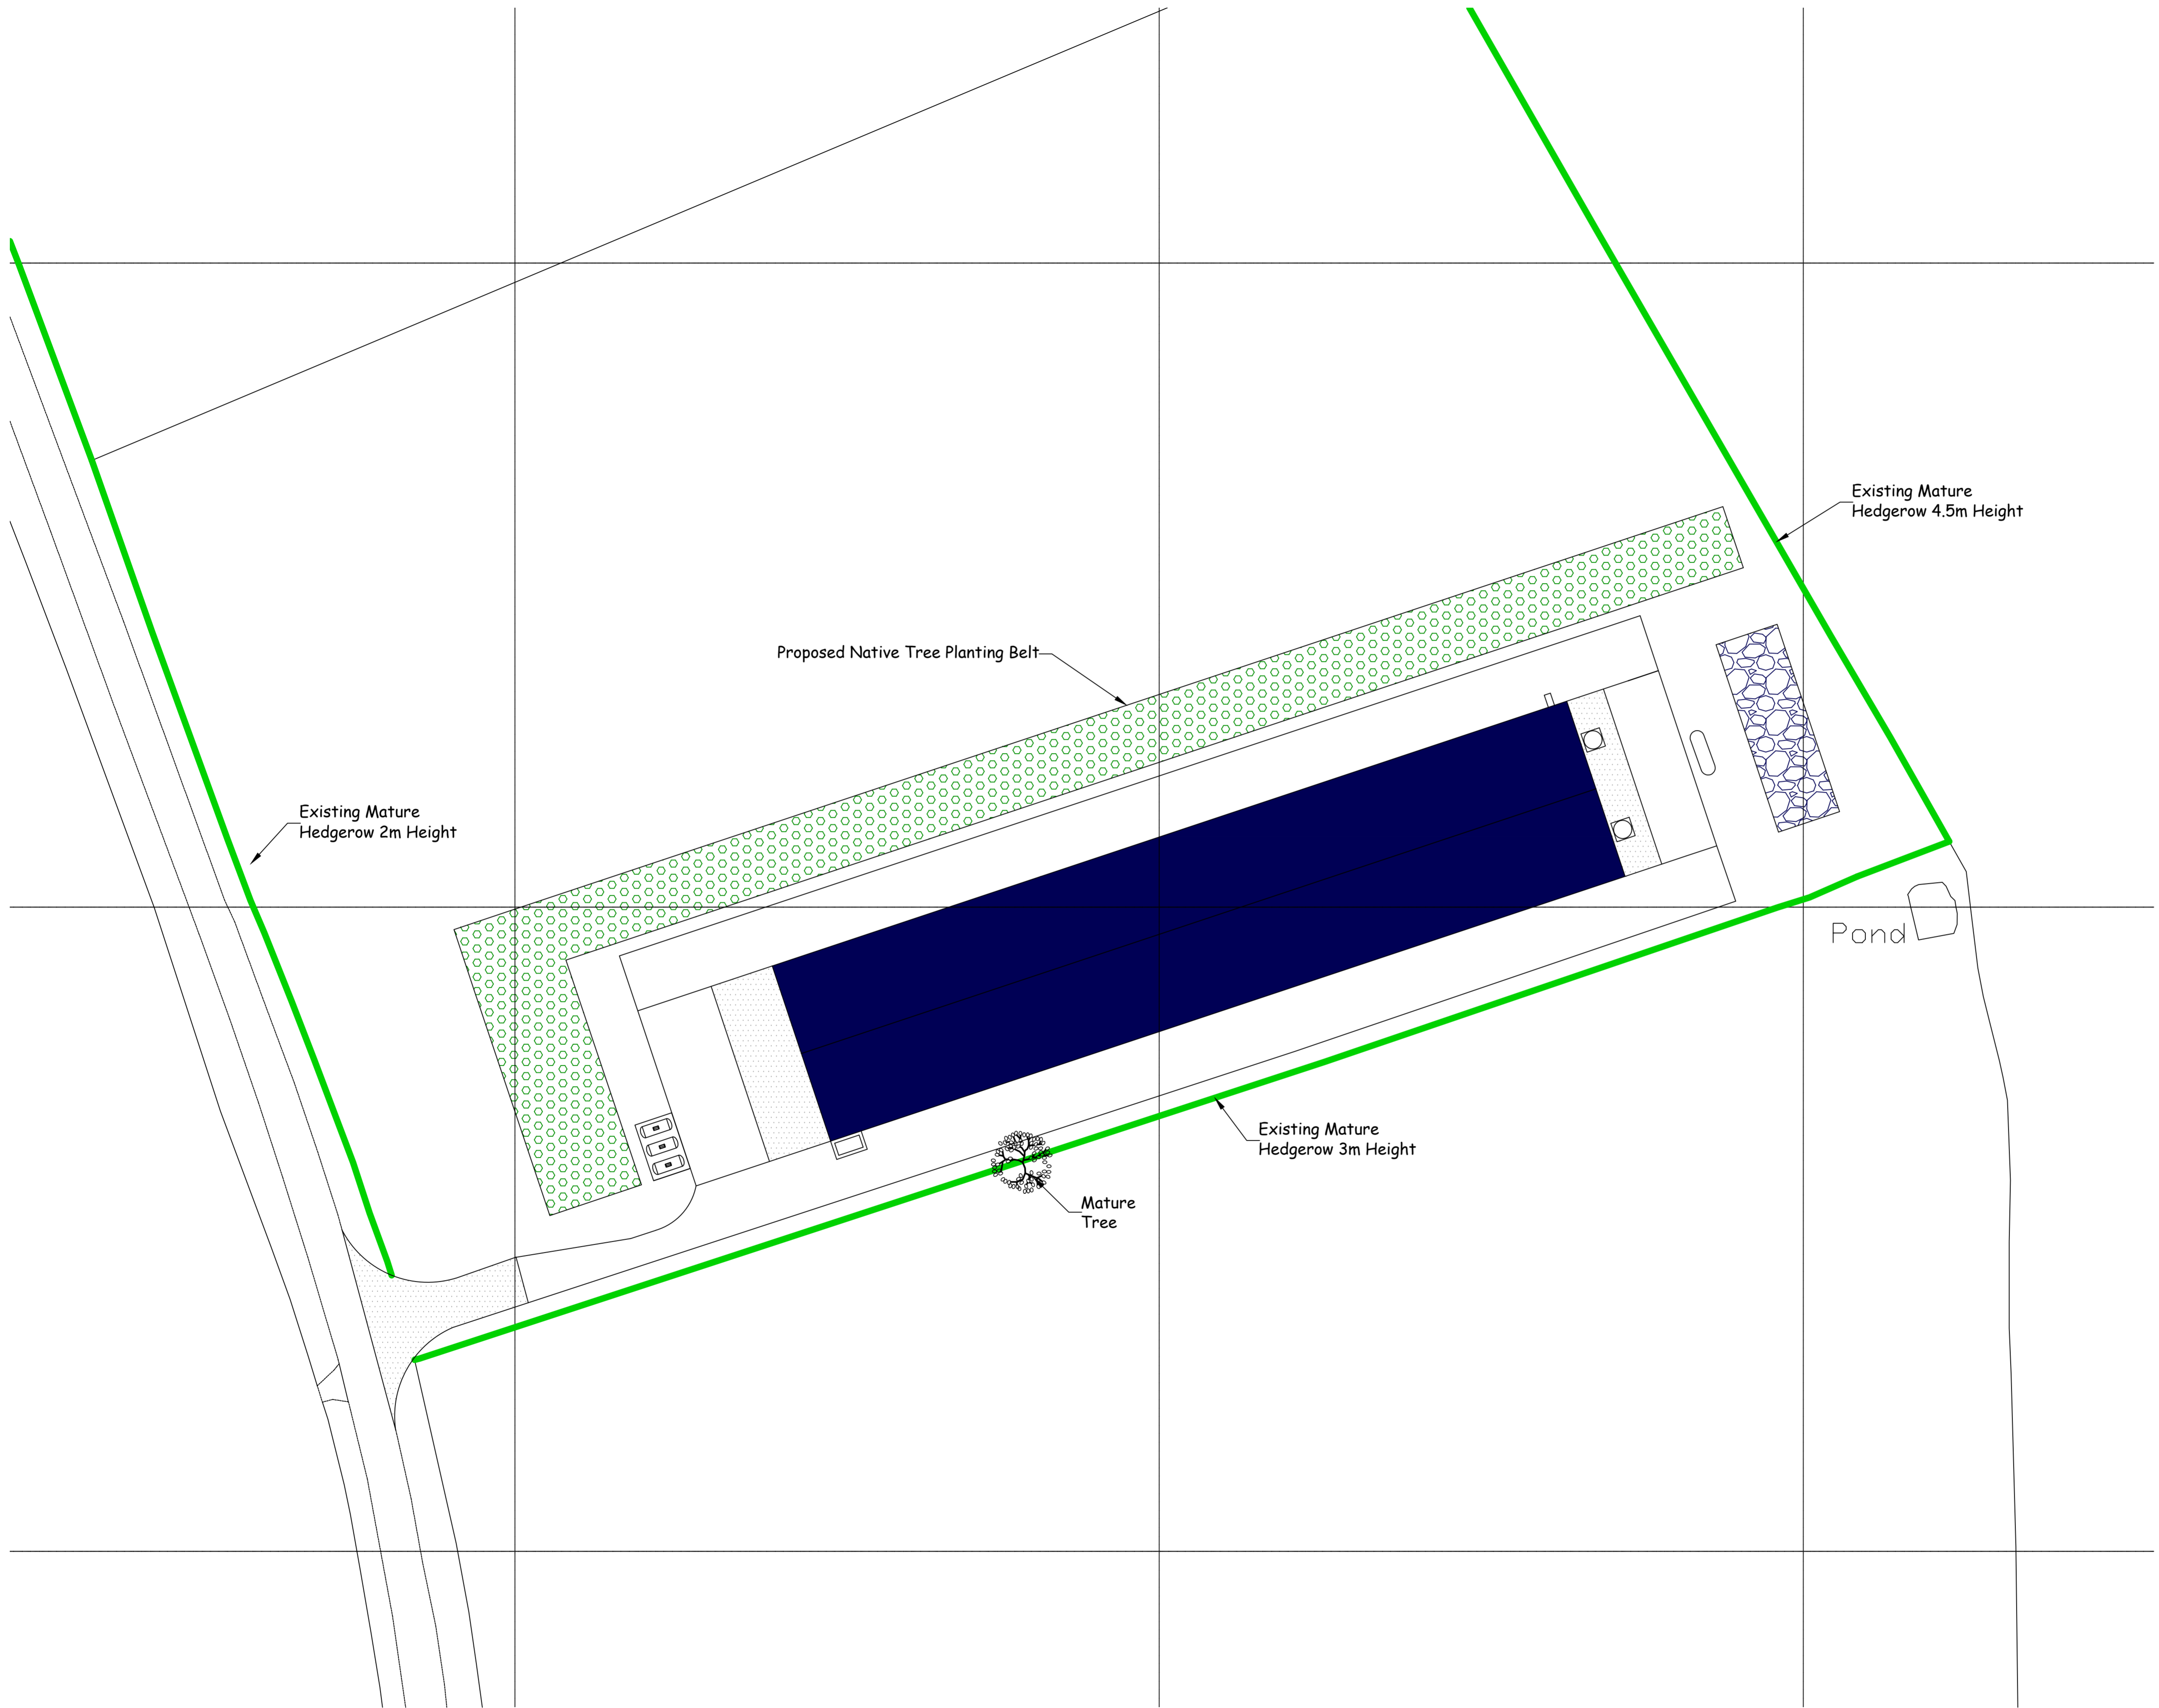 Existing Mature
Hedgerow 4.5m Height
Proposed Native Tree Planting Belt
Existing Mature
Hedgerow 2m Height
Pond
Existing Mature
Hedgerow 3m Height
Mature
Tree